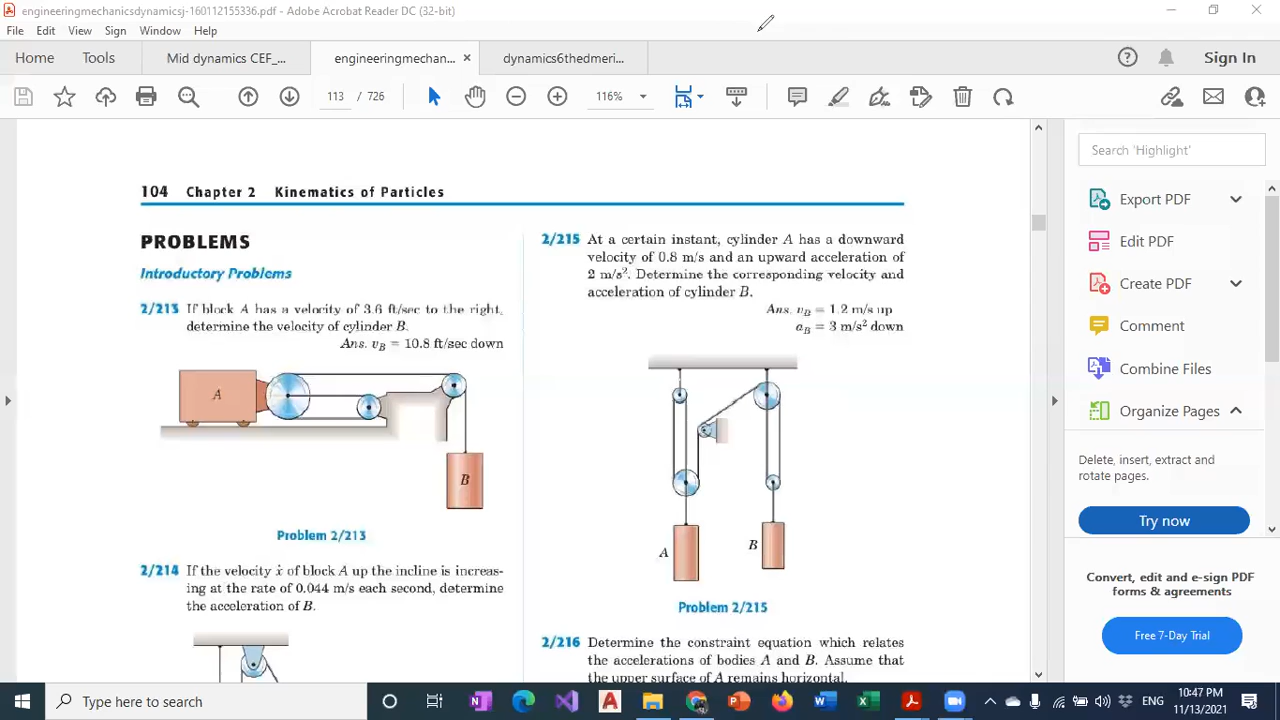 engineeringmechanicsdynamicsj-160112155336.pdf - Adobe Acrobat Reader DC (32-bit)
File Edit View Sign Window Help
Home Tools Mid dynamics CEF_... engineeringmechan... × dynamics6thedmeri... Sign In
113 / 726 116%
104 Chapter 2 Kinematics of Particles
PROBLEMS
Introductory Problems
2/213 If block A has a velocity of 3.6 ft/sec to the right,
determine the velocity of cylinder B.
Ans. vB = 10.8 ft/sec down
A
B
Problem 2/213
2/214 If the velocity ẋ of block A up the incline is increas-
ing at the rate of 0.044 m/s each second, determine
the acceleration of B.
2/215 At a certain instant, cylinder A has a downward
velocity of 0.8 m/s and an upward acceleration of
2 m/s². Determine the corresponding velocity and
acceleration of cylinder B.
Ans. vB = 1.2 m/s up
aB = 3 m/s² down
A
B
Problem 2/215
2/216 Determine the constraint equation which relates
the accelerations of bodies A and B. Assume that
the upper surface of A remains horizontal.
Search 'Highlight'
Export PDF
Edit PDF
Create PDF
Comment
Combine Files
Organize Pages
Delete, insert, extract and
rotate pages.
Try now
Convert, edit and e-sign PDF
forms & agreements
Free 7-Day Trial
Type here to search
ENG
10:47 PM
11/13/2021